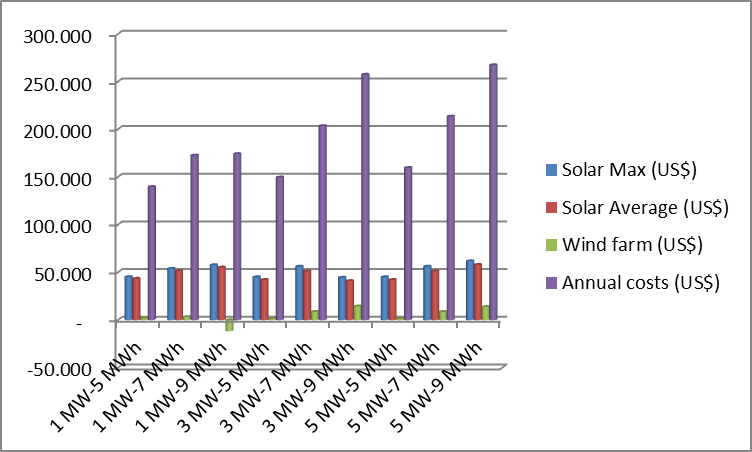 300.000
250.000
200.000
150.000
100.000
50.000
-
-50.000
1 MW-5 MWh
1 MW-7 MWh
1 MW-9 MWh
3 MW-5 MWh
3 MW-7 MWh
3 MW-9 MWh
5 MW-5 MWh
5 MW-7 MWh
5 MW-9 MWh
Solar Max (US$)
Solar Average (US$)
Wind farm (US$)
Annual costs (US$)